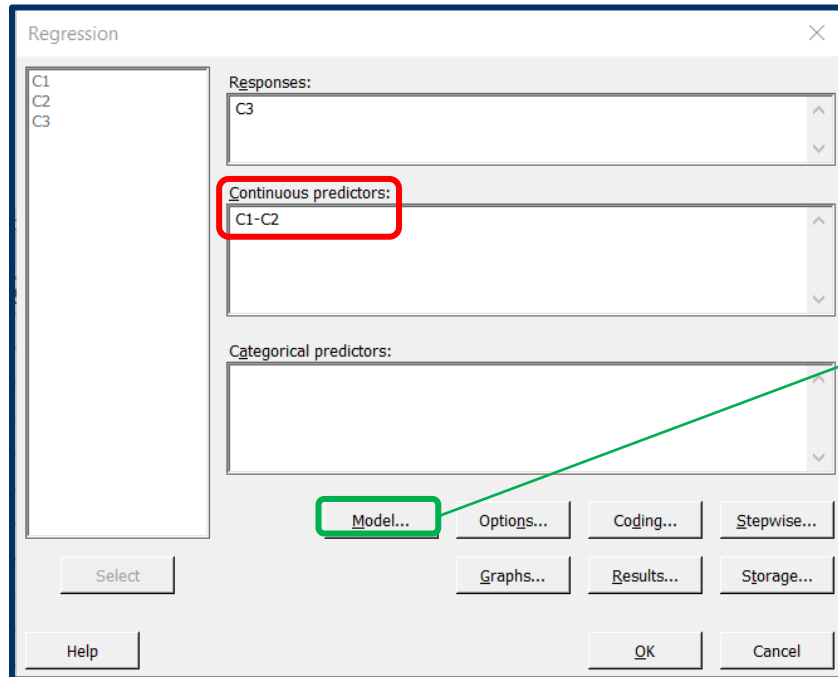 Regression
C1
C2
C3
Responses:
C3
Continuous predictors:
C1-C2
Categorical predictors:
Model...
Options...
Coding...
Stepwise...
Select
Graphs...
Results...
Storage...
Help
OK
Cancel